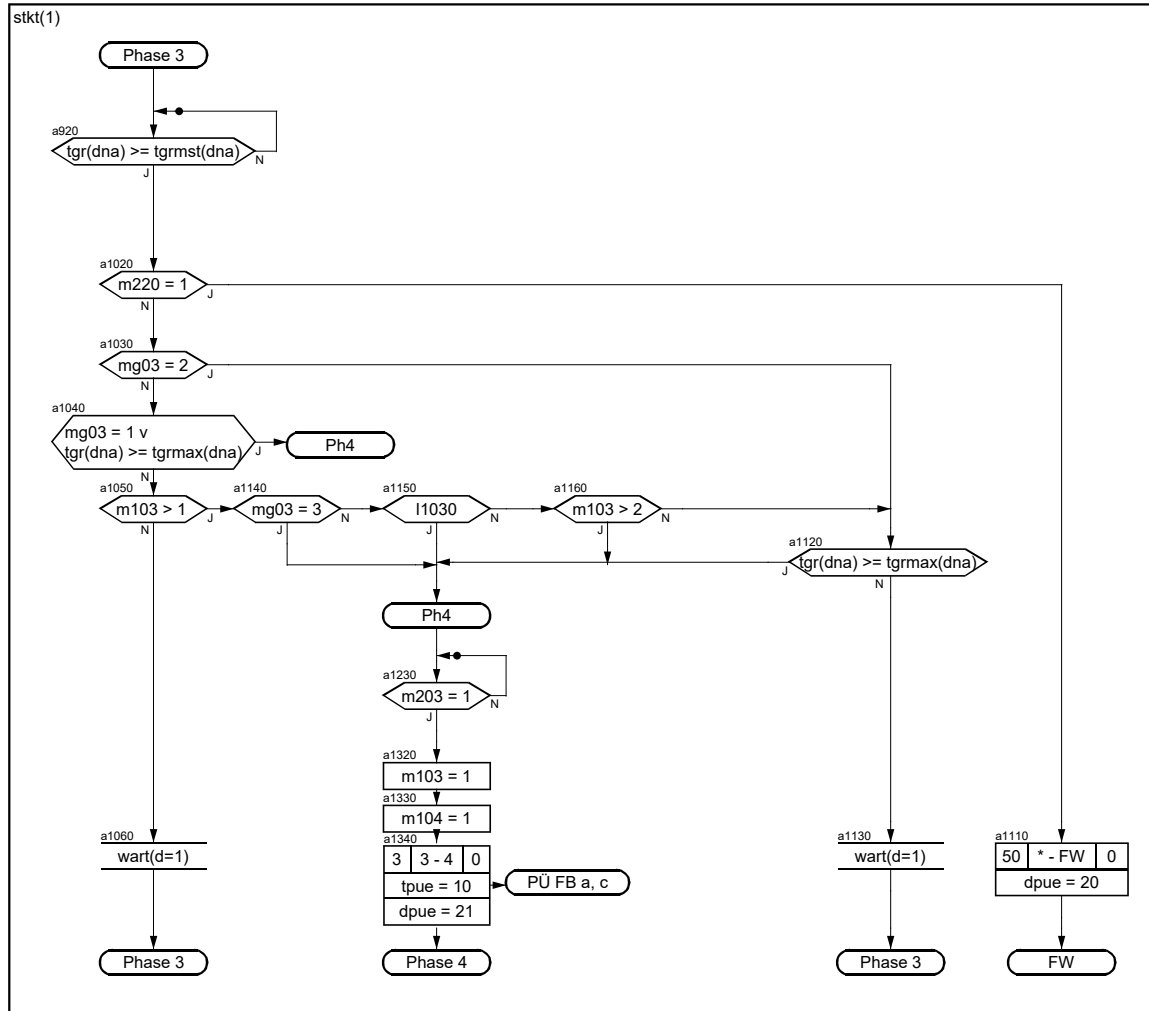 stkt(1)
Phase 3
a920
tgr(dna) >= tgrmst(dna)
N
J
a1020
m220 = 1
J
N
a1030
mg03 = 2
J
N
a1040
mg03 = 1 v
tgr(dna) >= tgrmax(dna)
J
N
Ph4
a1050
m103 > 1
J
N
a1140
mg03 = 3
N
J
a1150
l1030
N
J
a1160
m103 > 2
N
J
a1120
tgr(dna) >= tgrmax(dna)
J
N
Ph4
a1230
m203 = 1
N
J
a1320
m103 = 1
a1330
m104 = 1
a1340
3 3 - 4 0
tpue = 10
dpue = 21
PÜ FB a, c
a1060
wart(d=1)
a1130
wart(d=1)
a1110
50 * - FW 0
dpue = 20
Phase 3
Phase 4
Phase 3
FW